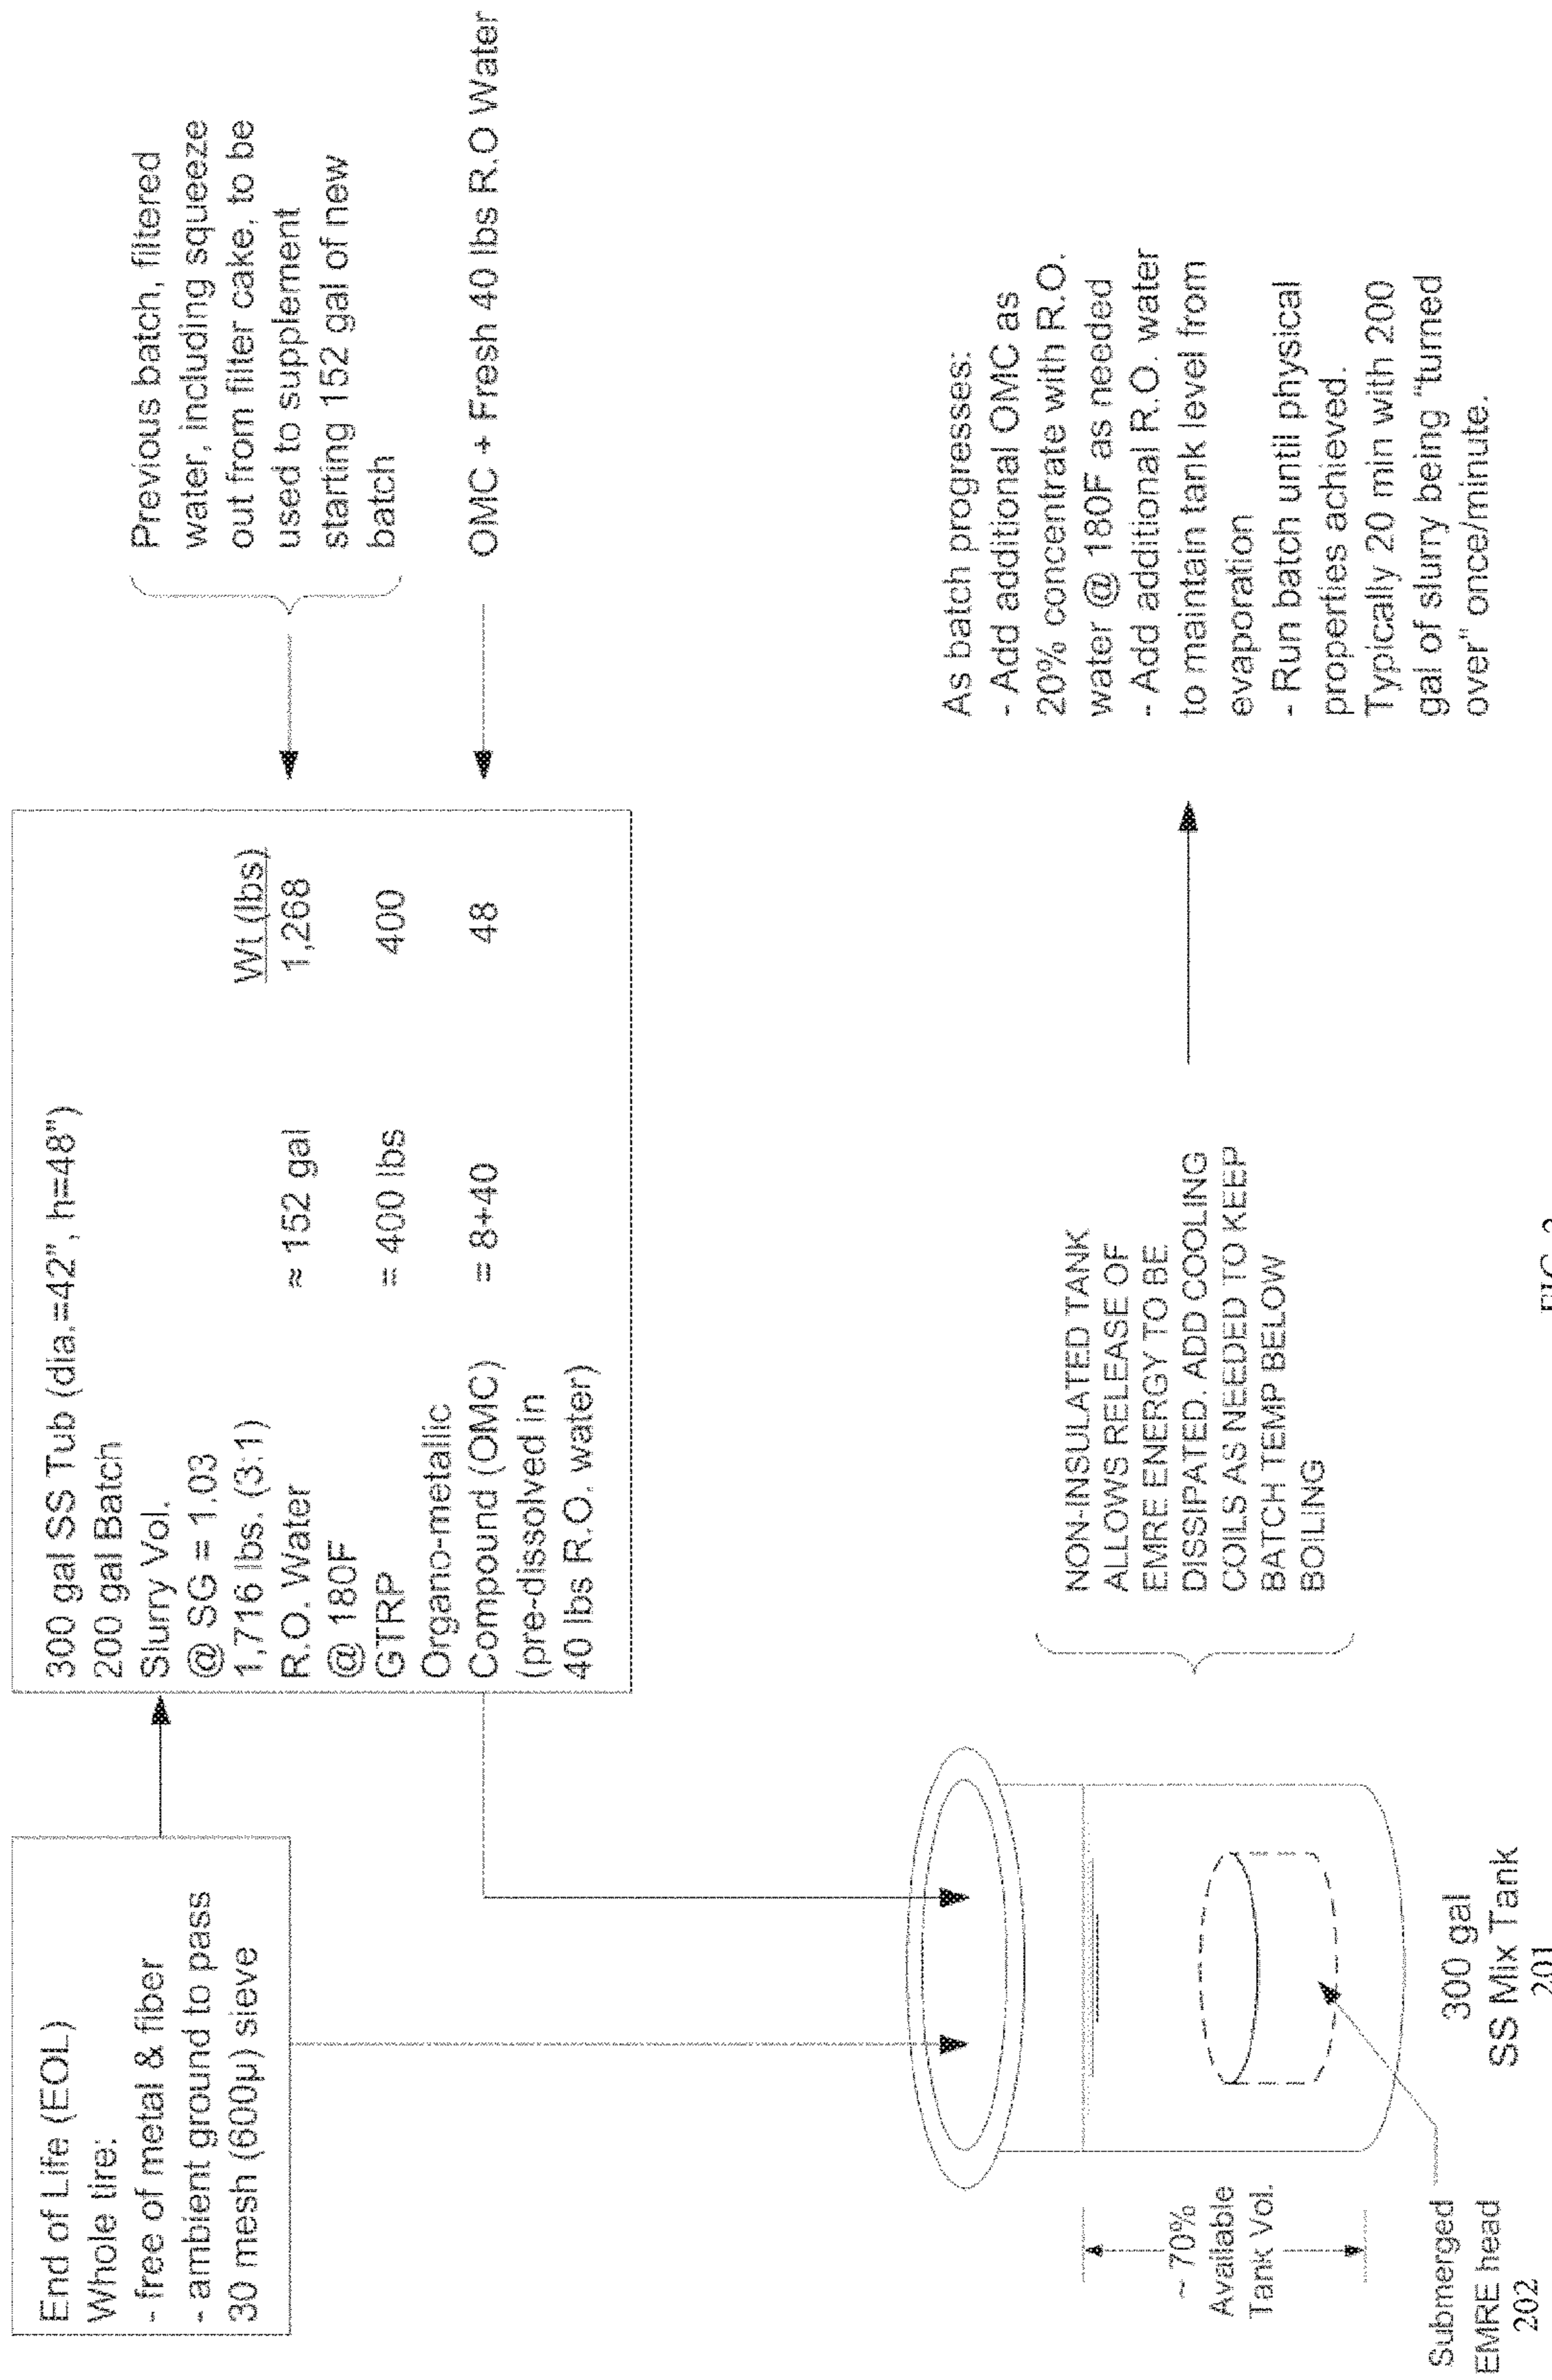 End of Life (EOL)
Whole tire:
- free of metal & fiber
- ambient ground to pass
30 mesh (600µ) sieve
300 gal SS Tub (dia.=42", h=48")
200 gal Batch
Slurry Vol.
@ SG = 1.03
1,716 lbs. (3:1) Wt (lbs)
R.O. Water ≈ 152 gal 1,268
@ 180F
GTRP = 400 lbs 400
Organo-metallic
Compound (OMC) = 8+40 48
(pre-dissolved in
40 lbs R.O. water)
Previous batch, filtered
water, including squeeze
out from filter cake, to be
used to supplement
starting 152 gal of new
batch
OMC + Fresh 40 lbs R.O Water
~ 70%
Available
Tank Vol.
Submerged
EMRE head
202
300 gal
SS Mix Tank
201
NON-INSULATED TANK
ALLOWS RELEASE OF
EMRE ENERGY TO BE
DISSIPATED. ADD COOLING
COILS AS NEEDED TO KEEP
BATCH TEMP BELOW
BOILING
As batch progresses:
- Add additional OMC as
20% concentrate with R.O.
water @ 180F as needed
- Add additional R.O. water
to maintain tank level from
evaporation
- Run batch until physical
properties achieved.
Typically 20 min with 200
gal of slurry being "turned
over" once/minute.